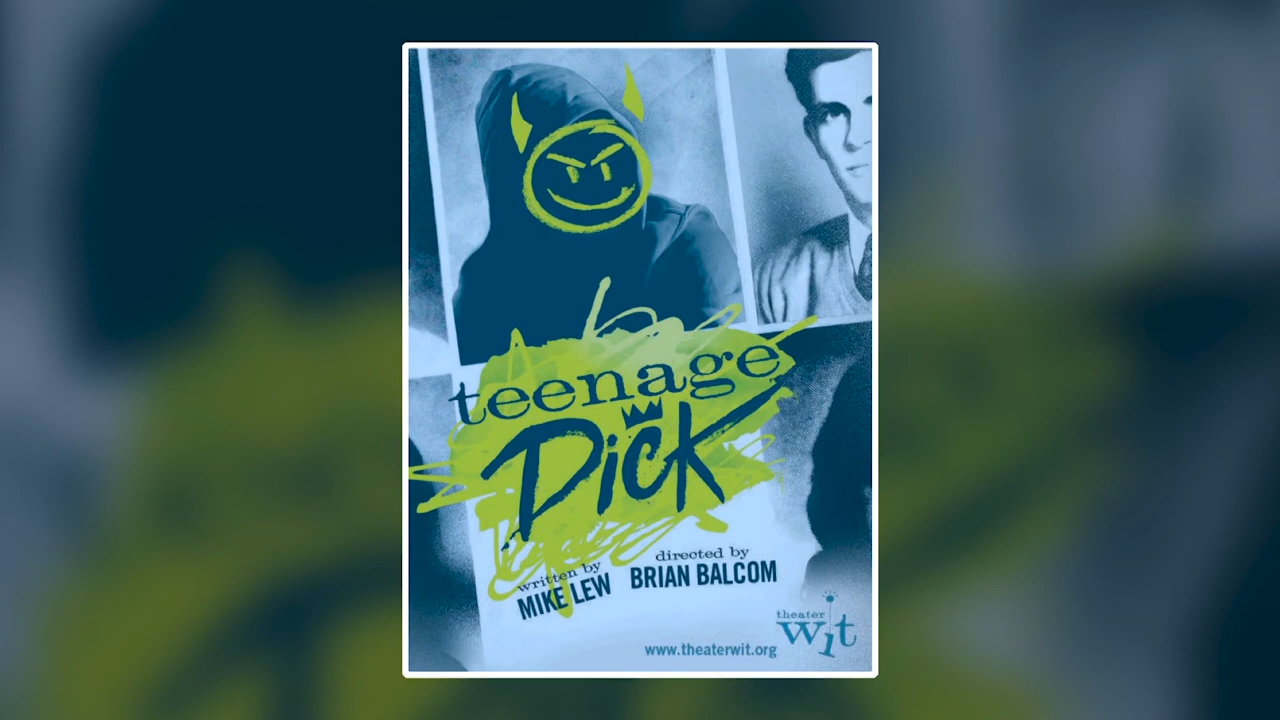 teenage
Dick
written by
MIKE LEW
directed by
BRIAN BALCOM
theater
wit
www.theaterwit.org